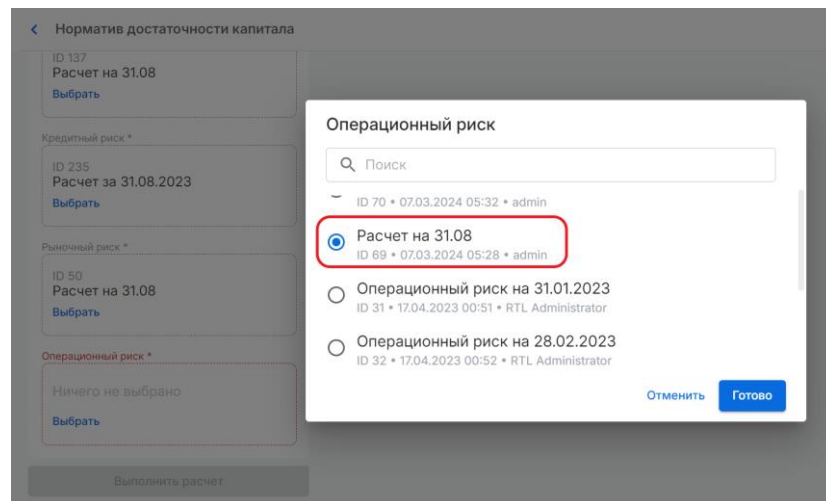 Норматив достаточности капитала
ID 137
Расчет на 31.08
Выбрать
Кредитный риск *
ID 235
Расчет за 31.08.2023
Выбрать
Рыночный риск *
ID 50
Расчет на 31.08
Выбрать
Операционный риск *
Ничего не выбрано
Выбрать
Выполнить расчет
Операционный риск
Поиск
ID 70 • 07.03.2024 05:32 • admin
Расчет на 31.08
ID 69 • 07.03.2024 05:28 • admin
Операционный риск на 31.01.2023
ID 31 • 17.04.2023 00:51 • RTL Administrator
Операционный риск на 28.02.2023
ID 32 • 17.04.2023 00:52 • RTL Administrator
Отменить
Готово